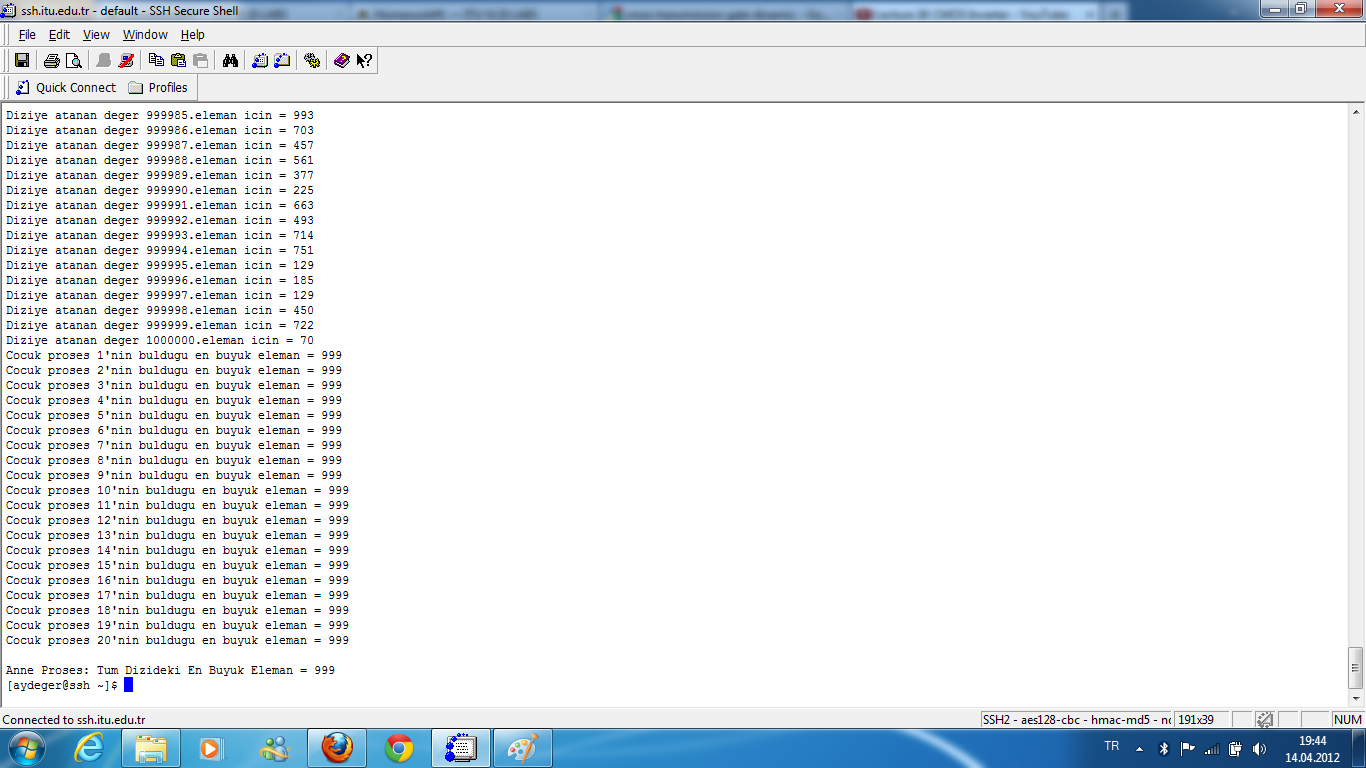 ssh.itu.edu.tr - default - SSH Secure Shell
File Edit View Window Help
Quick Connect Profiles
Diziye atanan deger 999985.eleman icin = 993
Diziye atanan deger 999986.eleman icin = 703
Diziye atanan deger 999987.eleman icin = 457
Diziye atanan deger 999988.eleman icin = 561
Diziye atanan deger 999989.eleman icin = 377
Diziye atanan deger 999990.eleman icin = 225
Diziye atanan deger 999991.eleman icin = 663
Diziye atanan deger 999992.eleman icin = 493
Diziye atanan deger 999993.eleman icin = 714
Diziye atanan deger 999994.eleman icin = 751
Diziye atanan deger 999995.eleman icin = 129
Diziye atanan deger 999996.eleman icin = 185
Diziye atanan deger 999997.eleman icin = 129
Diziye atanan deger 999998.eleman icin = 450
Diziye atanan deger 999999.eleman icin = 722
Diziye atanan deger 1000000.eleman icin = 70
Cocuk proses 1'nin buldugu en buyuk eleman = 999
Cocuk proses 2'nin buldugu en buyuk eleman = 999
Cocuk proses 3'nin buldugu en buyuk eleman = 999
Cocuk proses 4'nin buldugu en buyuk eleman = 999
Cocuk proses 5'nin buldugu en buyuk eleman = 999
Cocuk proses 6'nin buldugu en buyuk eleman = 999
Cocuk proses 7'nin buldugu en buyuk eleman = 999
Cocuk proses 8'nin buldugu en buyuk eleman = 999
Cocuk proses 9'nin buldugu en buyuk eleman = 999
Cocuk proses 10'nin buldugu en buyuk eleman = 999
Cocuk proses 11'nin buldugu en buyuk eleman = 999
Cocuk proses 12'nin buldugu en buyuk eleman = 999
Cocuk proses 13'nin buldugu en buyuk eleman = 999
Cocuk proses 14'nin buldugu en buyuk eleman = 999
Cocuk proses 15'nin buldugu en buyuk eleman = 999
Cocuk proses 16'nin buldugu en buyuk eleman = 999
Cocuk proses 17'nin buldugu en buyuk eleman = 999
Cocuk proses 18'nin buldugu en buyuk eleman = 999
Cocuk proses 19'nin buldugu en buyuk eleman = 999
Cocuk proses 20'nin buldugu en buyuk eleman = 999
Anne Proses: Tum Dizideki En Buyuk Eleman = 999
[aydeger@ssh ~]$
Connected to ssh.itu.edu.tr SSH2 - aes128-cbc - hmac-md5 - 191x39 NUM
TR 19:44
14.04.2012